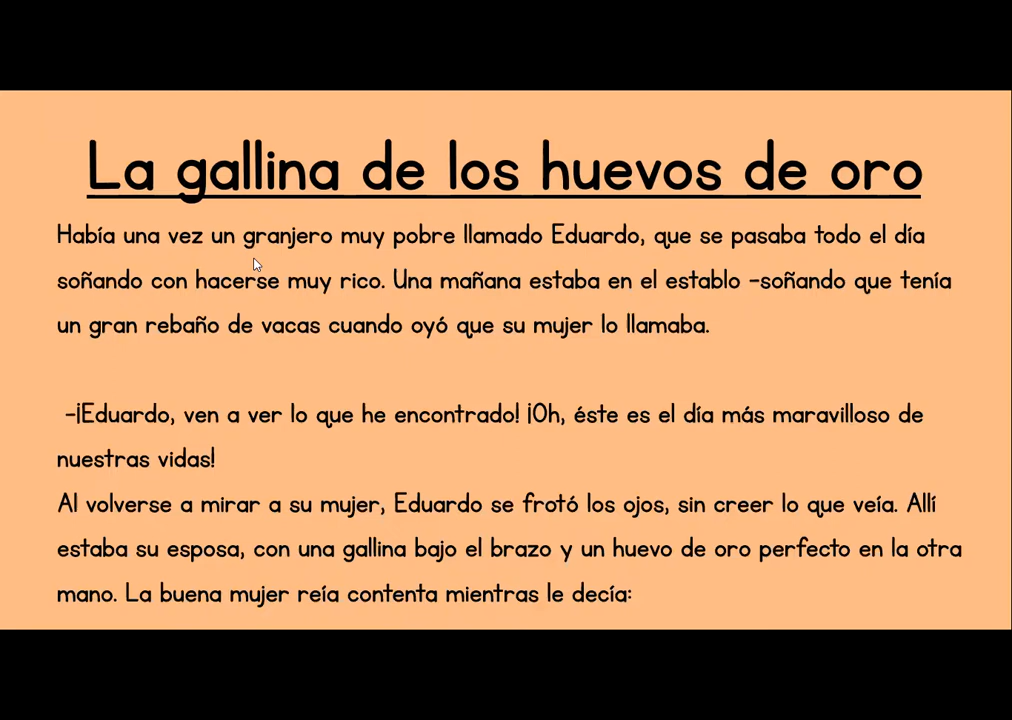 La gallina de los huevos de oro
Había una vez un granjero muy pobre llamado Eduardo, que se pasaba todo el día
soñando con hacerse muy rico. Una mañana estaba en el establo -soñando que tenía
un gran rebaño de vacas cuando oyó que su mujer lo llamaba.
-¡Eduardo, ven a ver lo que he encontrado! ¡Oh, éste es el día más maravilloso de
nuestras vidas!
Al volverse a mirar a su mujer, Eduardo se frotó los ojos, sin creer lo que veía. Allí
estaba su esposa, con una gallina bajo el brazo y un huevo de oro perfecto en la otra
mano. La buena mujer reía contenta mientras le decía: